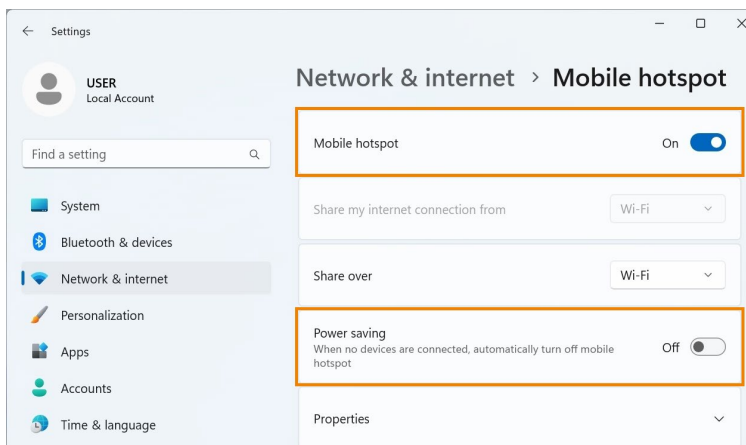 Settings
USER
Local Account
Find a setting
System
Bluetooth & devices
Network & internet
Personalization
Apps
Accounts
Time & language
Network & internet > Mobile hotspot
Mobile hotspot
On
Share my internet connection from
Wi-Fi
Share over
Wi-Fi
Power saving
When no devices are connected, automatically turn off mobile
hotspot
Off
Properties